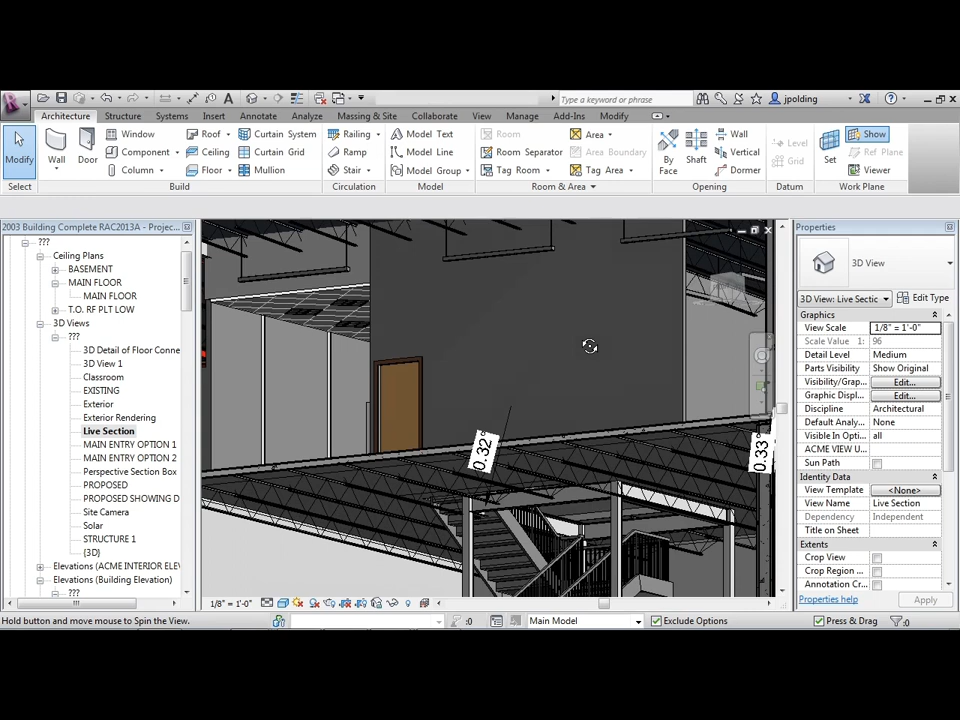 Type a keyword or phrase
jpolding
Architecture Structure Systems Insert Annotate Analyze Massing & Site Collaborate View Manage Add-Ins Modify
Modify
Wall
Door
Window
Component
Column
Roof
Ceiling
Floor
Curtain System
Curtain Grid
Mullion
Railing
Ramp
Stair
Model Text
Model Line
Model Group
Room
Room Separator
Tag Room
Area
Area Boundary
Tag Area
By
Face
Shaft
Wall
Vertical
Dormer
Level
Grid
Set
Show
Ref Plane
Viewer
Select Build Circulation Model Room & Area Opening Datum Work Plane
2003 Building Complete RAC2013A - Projec...
???
Ceiling Plans
BASEMENT
MAIN FLOOR
MAIN FLOOR
T.O. RF PLT LOW
3D Views
???
3D Detail of Floor Conne
3D View 1
Classroom
EXISTING
Exterior
Exterior Rendering
Live Section
MAIN ENTRY OPTION 1
MAIN ENTRY OPTION 2
Perspective Section Box
PROPOSED
PROPOSED SHOWING D
Site Camera
Solar
STRUCTURE 1
{3D}
Elevations (ACME INTERIOR ELEV
Elevations (Building Elevation)
???
0.32°
0.33°
Properties
3D View
3D View: Live Sectic
Edit Type
Graphics
View Scale 1/8" = 1'-0"
Scale Value 1: 96
Detail Level Medium
Parts Visibility Show Original
Visibility/Grap... Edit...
Graphic Displ... Edit...
Discipline Architectural
Default Analy... None
Visible In Opti... all
ACME VIEW U...
Sun Path
Identity Data
View Template <None>
View Name Live Section
Dependency Independent
Title on Sheet
Extents
Crop View
Crop Region ...
Annotation Cr...
Properties help
Apply
1/8" = 1'-0"
Hold button and move mouse to Spin the View.
:0
Main Model
Exclude Options
Press & Drag
:0